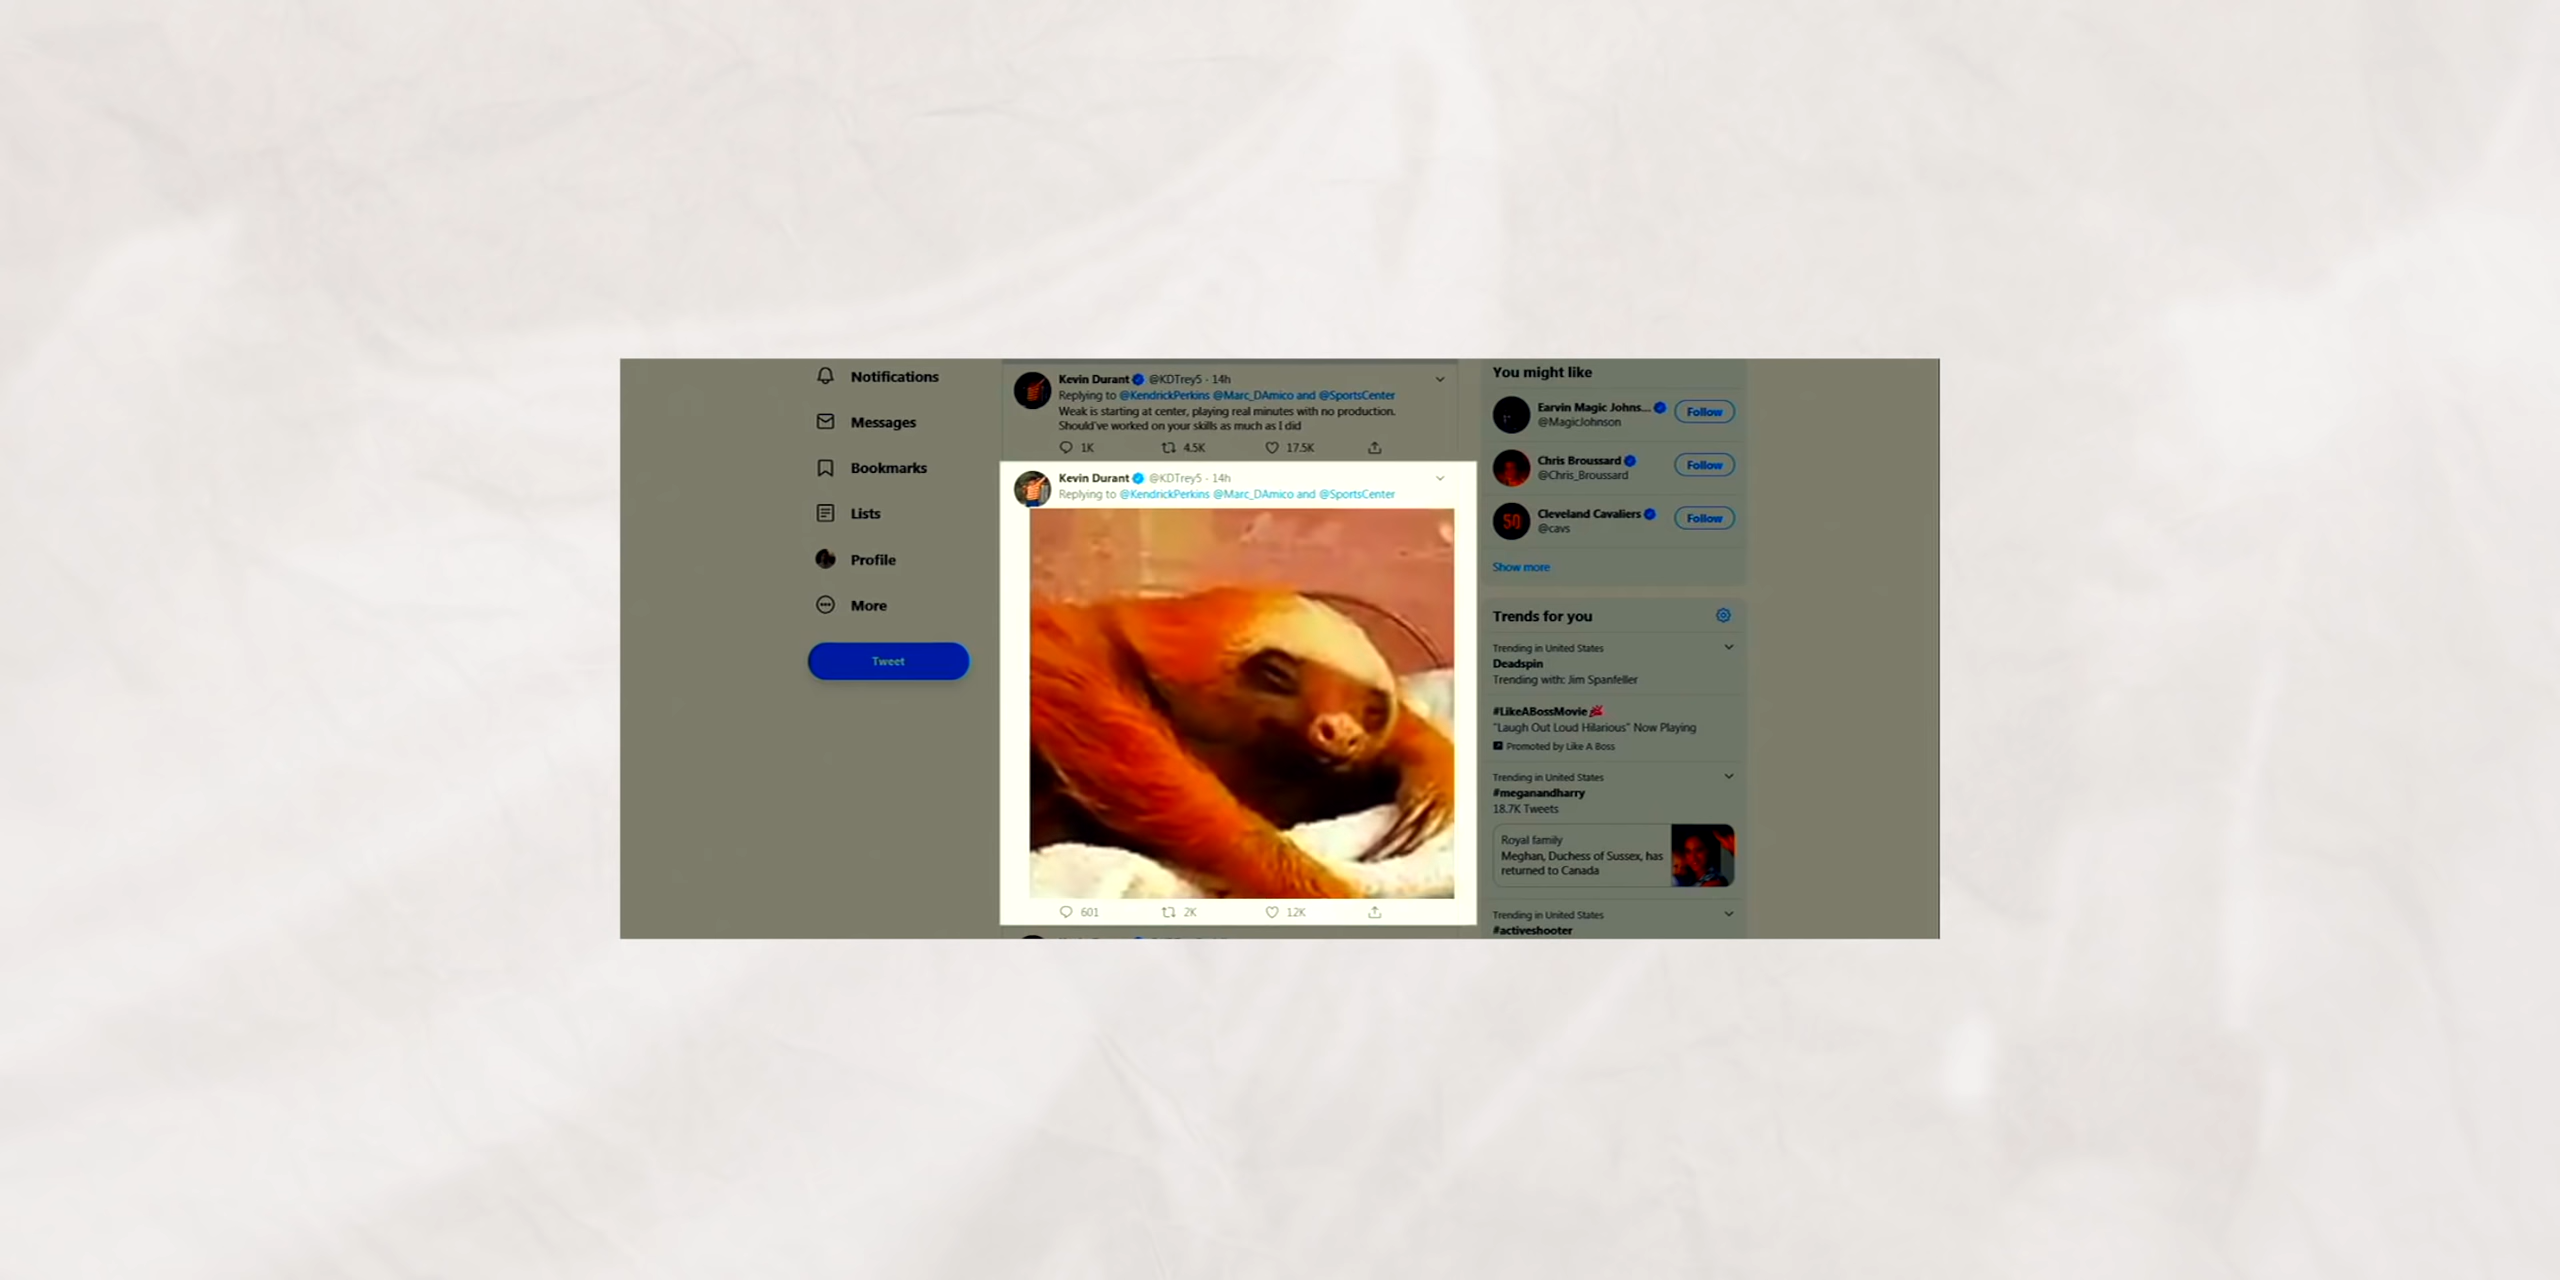 Notifications
Messages
Bookmarks
Lists
Profile
More
Tweet
Kevin Durant @KDTrey5 · 14h
Replying to @KendrickPerkins @Marc_DAmico and @SportsCenter
Weak is starting at center, playing real minutes with no production.
Should've worked on your skills as much as I did
1K 4.5K 17.5K
Kevin Durant @KDTrey5 · 14h
Replying to @KendrickPerkins @Marc_DAmico and @SportsCenter
601 2K 12K
You might like
Earvin Magic Johns...
@MagicJohnson
Follow
Chris Broussard
@Chris_Broussard
Follow
50
Cleveland Cavaliers
@cavs
Follow
Show more
Trends for you
Trending in United States
Deadspin
Trending with: Jim Spanfeller
#LikeABossMovie
"Laugh Out Loud Hilarious" Now Playing
Promoted by Like A Boss
Trending in United States
#meganandharry
18.7K Tweets
Royal family
Meghan, Duchess of Sussex, has
returned to Canada
Trending in United States
#activeshooter